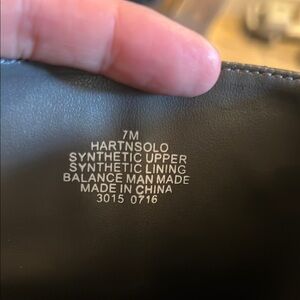 7M
HARTNSOLO
SYNTHETIC UPPER
SYNTHETIC LINING
BALANCE MAN MADE
MADE IN CHINA
3015 0716